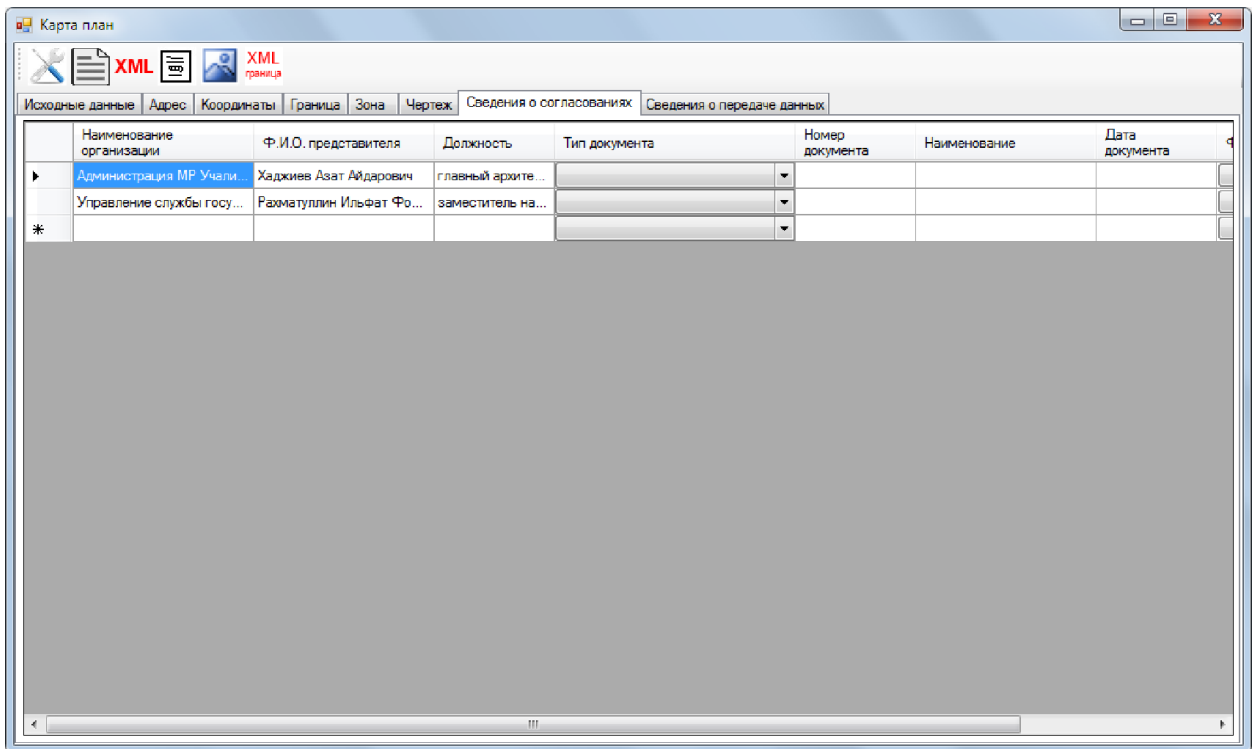 Карта план
XML
XML
граница
Исходные данные Адрес Координаты Граница Зона Чертеж Сведения о согласованиях Сведения о передаче данных
Наименование организации Ф.И.О. представителя Должность Тип документа Номер документа Наименование Дата документа
Администрация МР Учали... Хаджиев Азат Айдарович главный архите...
Управление службы госу... Рахматуллин Ильфат Фо... заместитель на...